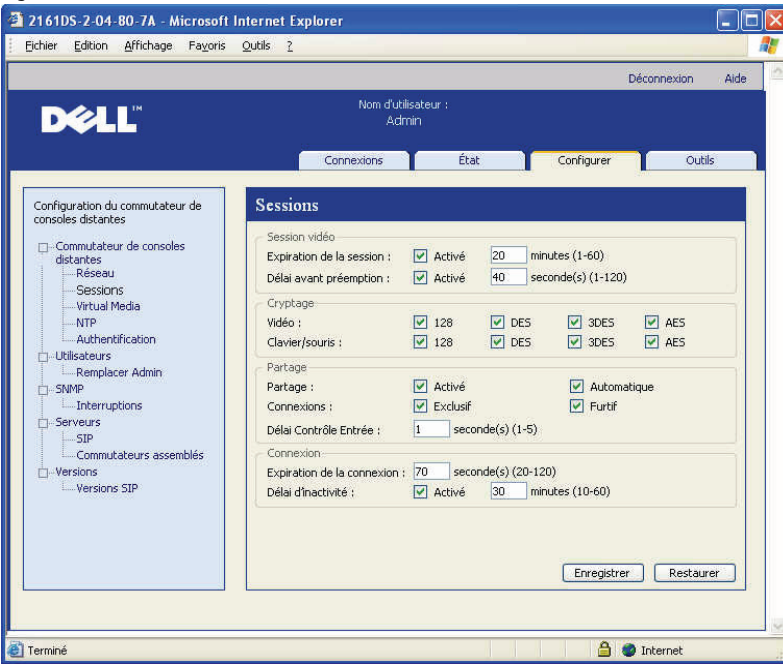 2161DS-2-04-80-7A - Microsoft Internet Explorer
Eichier Edition Affichage Favoris Outils ?
Déconnexion Aide
DELL™
Nom d'utilisateur :
Admin
Connexions État Configurer Outils
Configuration du commutateur de
consoles distantes
Commutateur de consoles
distantes
Réseau
Sessions
Virtual Media
NTP
Authentification
Utilisateurs
Remplacer Admin
SNMP
Interruptions
Serveurs
SIP
Commutateurs assemblés
Versions
Versions SIP
Sessions
Session vidéo
Expiration de la session : Activé 20 minutes (1-60)
Délai avant préemption : Activé 40 seconde(s) (1-120)
Cryptage
Vidéo : 128 DES 3DES AES
Clavier/souris : 128 DES 3DES AES
Partage
Partage : Activé Automatique
Connexions : Exclusif Furtif
Délai Contrôle Entrée : 1 seconde(s) (1-5)
Connexion
Expiration de la connexion : 70 seconde(s) (20-120)
Délai d'inactivité : Activé 30 minutes (10-60)
Enregistrer Restaurer
Terminé Internet